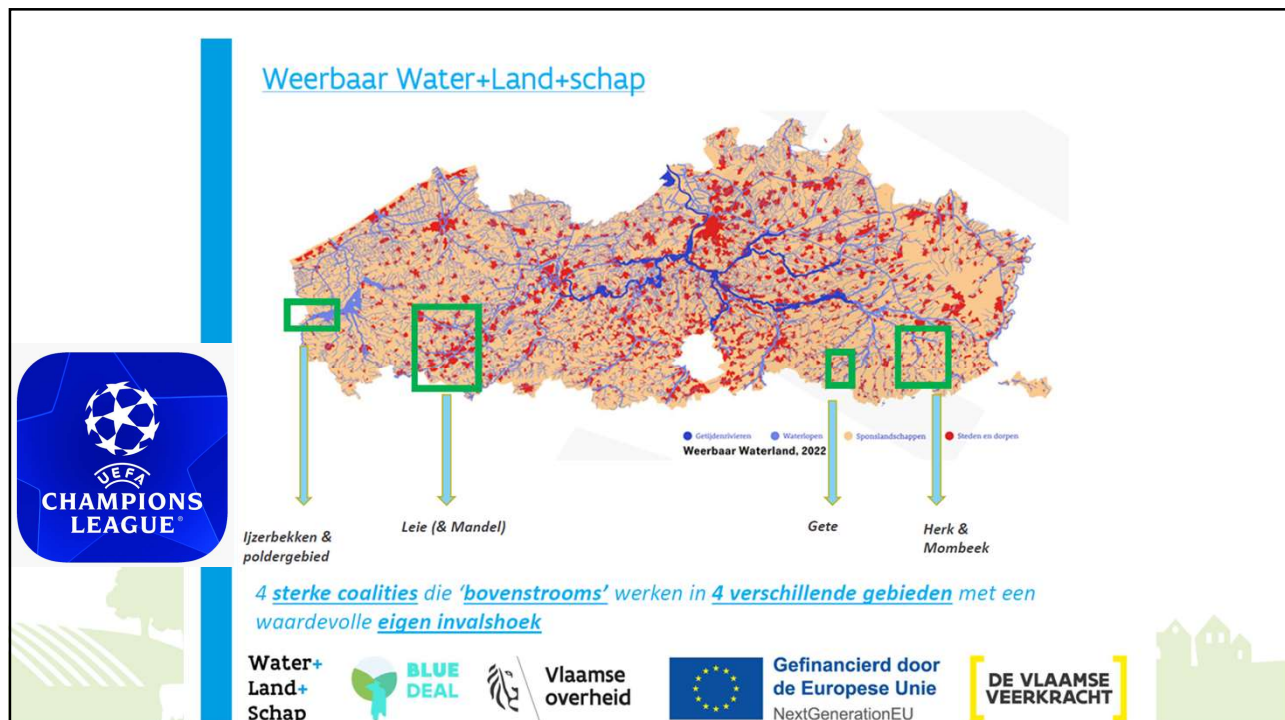 Weerbaar Water+Land+schap
Getijdenrivieren Waterlopen Sponslandschappen Steden en dorpen
Weerbaar Waterland, 2022
UEFA
CHAMPIONS
LEAGUE®
Ijzerbekken &
poldergebied
Leie (& Mandel)
Gete
Herk &
Mombeek
4 sterke coalities die ‘bovenstrooms’ werken in 4 verschillende gebieden met een
waardevolle eigen invalshoek
Water+
Land+
Schap
BLUE
DEAL
Vlaamse
overheid
Gefinancierd door
de Europese Unie
NextGenerationEU
DE VLAAMSE
VEERKRACHT